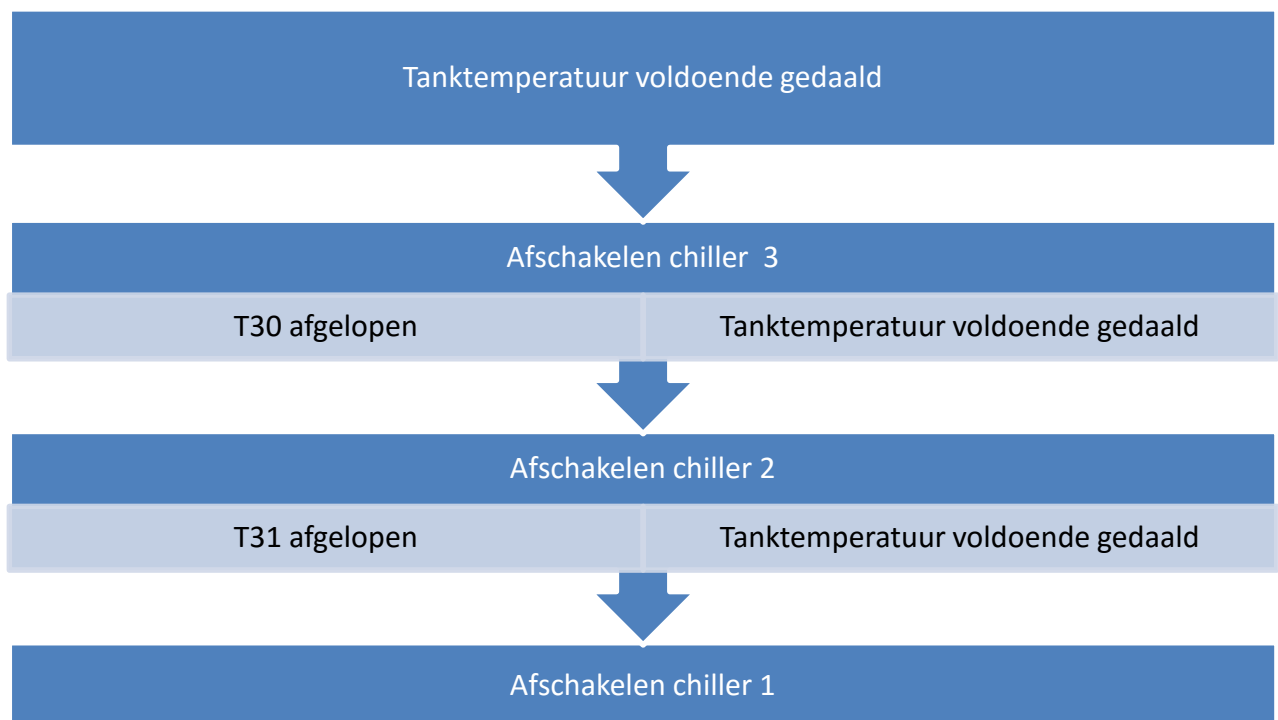 Tanktemperatuur voldoende gedaald
Afschakelen chiller 3
T30 afgelopen
Tanktemperatuur voldoende gedaald
Afschakelen chiller 2
T31 afgelopen
Tanktemperatuur voldoende gedaald
Afschakelen chiller 1